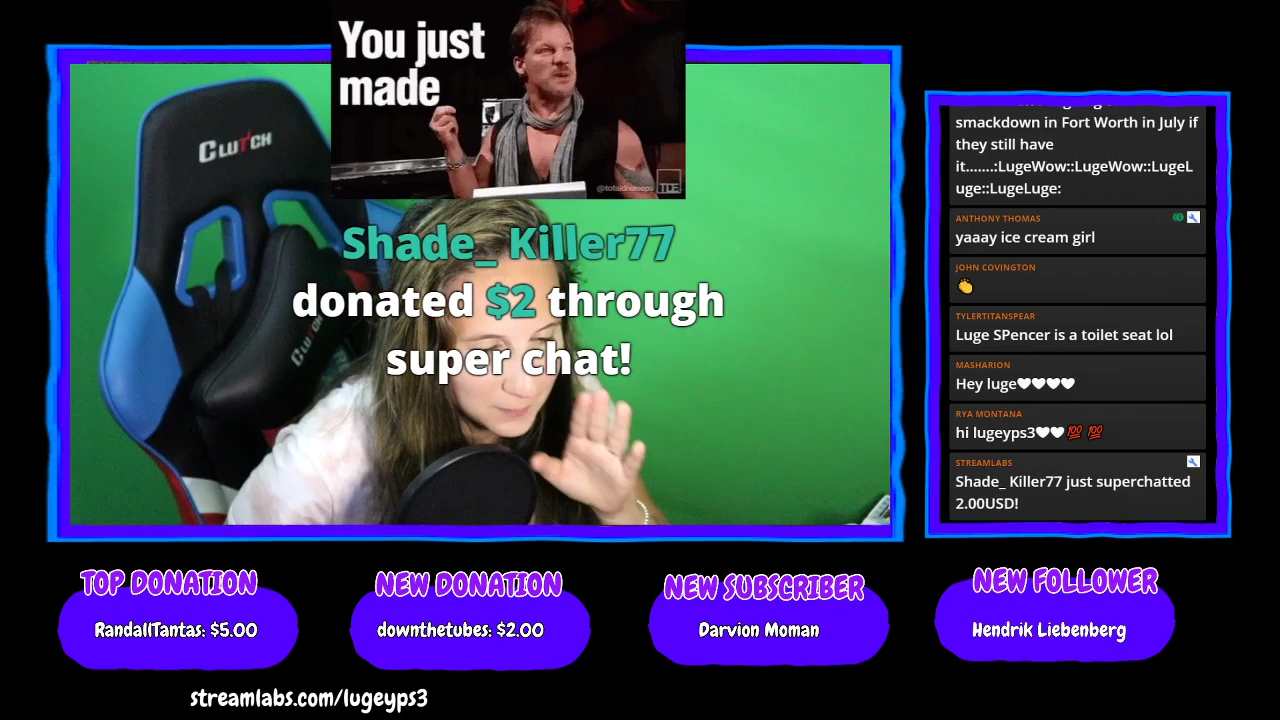 You just
made
@totaldivaseps
TDE
CLUTCH
Shade_ Killer77
donated $2 through
super chat!
smackdown in Fort Worth in July if
they still have
it.......:LugeWow::LugeWow::LugeL
uge::LugeLuge:
ANTHONY THOMAS
yaaay ice cream girl
JOHN COVINGTON
👏
TYLERTITANSPEAR
Luge SPencer is a toilet seat lol
MASHARION
Hey luge🤍🤍🤍🤍
RYA MONTANA
hi lugeyps3🤍🤍💯 💯
STREAMLABS
Shade_ Killer77 just superchatted
2.00USD!
TOP DONATION
RandallTantas: $5.00
NEW DONATION
downthetubes: $2.00
NEW SUBSCRIBER
Darvion Moman
NEW FOLLOWER
Hendrik Liebenberg
streamlabs.com/lugeyps3